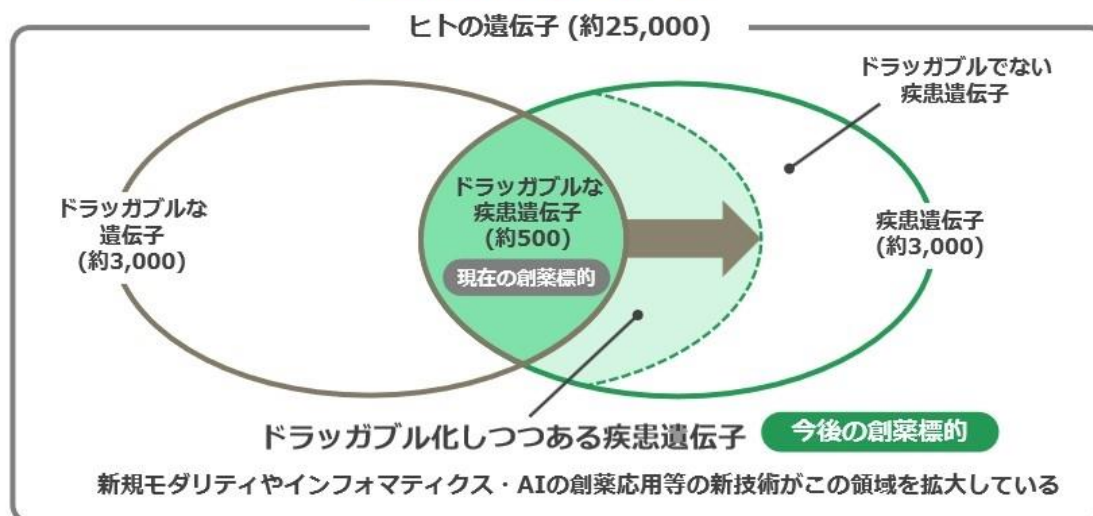 ヒトの遺伝子 (約25,000)
ドラッガブルでない
疾患遺伝子
ドラッガブルな
遺伝子
(約3,000)
ドラッガブルな
疾患遺伝子
(約500)
現在の創薬標的
疾患遺伝子
(約3,000)
ドラッガブル化しつつある疾患遺伝子
今後の創薬標的
新規モダリティやインフォマティクス・AIの創薬応用等の新技術がこの領域を拡大している